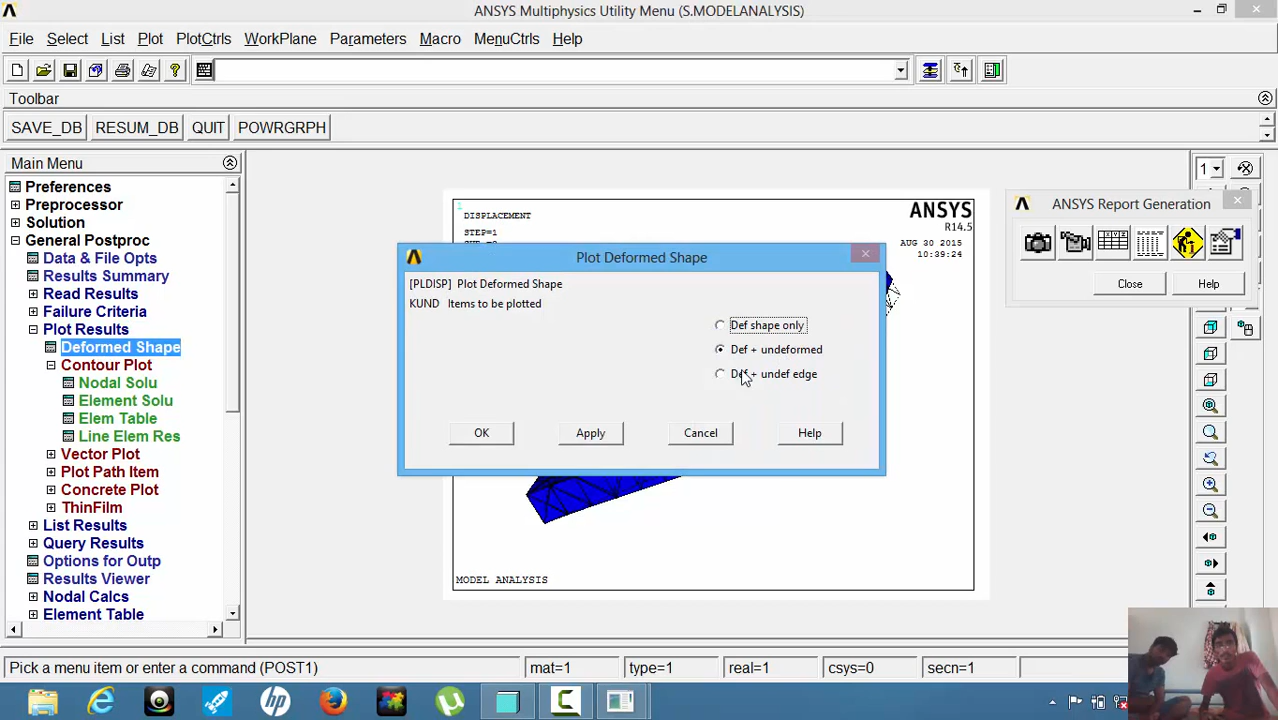 ANSYS Multiphysics Utility Menu (S.MODELANALYSIS)
File Select List Plot PlotCtrls WorkPlane Parameters Macro MenuCtrls Help
Toolbar
SAVE_DB RESUM_DB QUIT POWRGRPH
Main Menu
Preferences
Preprocessor
Solution
General Postproc
Data & File Opts
Results Summary
Read Results
Failure Criteria
Plot Results
Deformed Shape
Contour Plot
Nodal Solu
Element Solu
Elem Table
Line Elem Res
Vector Plot
Plot Path Item
Concrete Plot
ThinFilm
List Results
Query Results
Options for Outp
Results Viewer
Nodal Calcs
Element Table
1
DISPLACEMENT
STEP=1
ANSYS
R14.5
AUG 30 2015
10:39:24
MODEL ANALYSIS
Plot Deformed Shape
[PLDISP] Plot Deformed Shape
KUND Items to be plotted
Def shape only
Def + undeformed
Def + undef edge
OK Apply Cancel Help
1
ANSYS Report Generation
Close Help
Pick a menu item or enter a command (POST1) mat=1 type=1 real=1 csys=0 secn=1